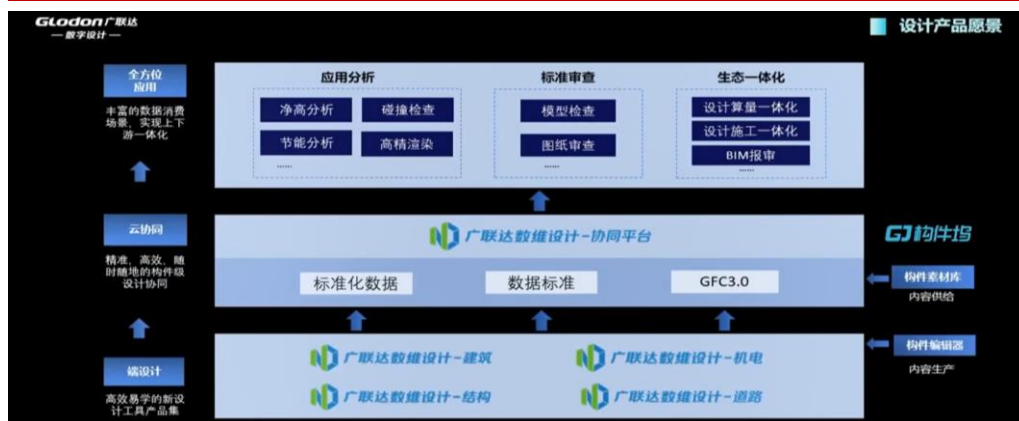 GLodon广联达
— 数字设计 —
设计产品愿景
全方位
应用
丰富的数据消费
场景，实现上下
游一体化
应用分析
净高分析
碰撞检查
节能分析
高精渲染
......
标准审查
模型检查
图纸审查
......
生态一体化
设计算量一体化
设计施工一体化
BIM报审
......
云协同
精准，高效，随
时随地的构件级
设计协同
广联达数维设计-协同平台
标准化数据
数据标准
GFC3.0
GJ构件坞
构件素材库
内容供给
端设计
高效易学的新设
计工具产品集
广联达数维设计-建筑
广联达数维设计-机电
广联达数维设计-结构
广联达数维设计-道路
构件编辑器
内容生产